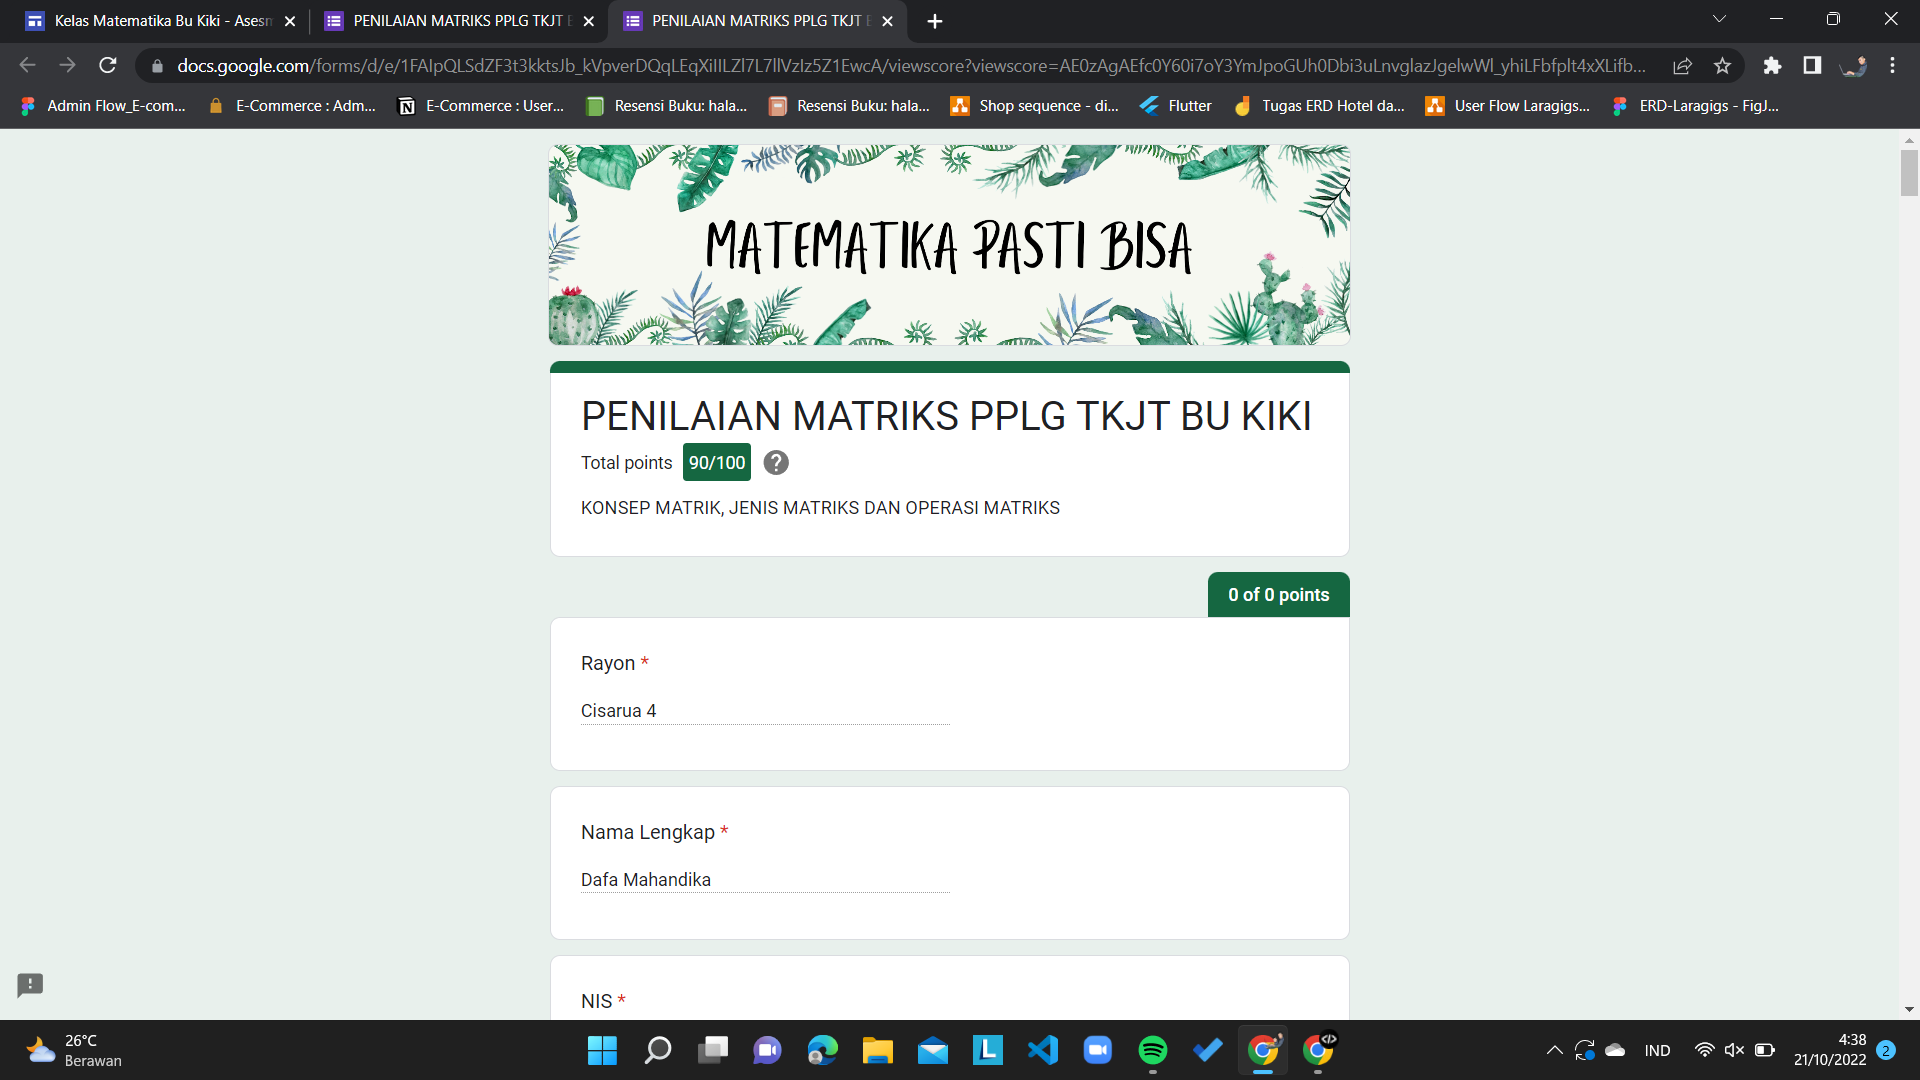 Kelas Matematika Bu Kiki - Asesm
PENILAIAN MATRIKS PPLG TKJT B
PENILAIAN MATRIKS PPLG TKJT B
docs.google.com/forms/d/e/1FAIpQLSdZF3t3kktsJb_kVpverDQqLEqXiIILZl7L7llVzIz5Z1EwcA/viewscore?viewscore=AE0zAgAEfc0Y60i7oY3YmJpoGUh0Dbi3uLnvglazJgelwWl_yhiLFbfplt4xXLifb...
Admin Flow_E-com...
E-Commerce : Adm...
E-Commerce : User...
Resensi Buku: hala...
Resensi Buku: hala...
Shop sequence - di...
Flutter
Tugas ERD Hotel da...
User Flow Laragigs...
ERD-Laragigs - FigJ...
MATEMATIKA PASTI BISA
PENILAIAN MATRIKS PPLG TKJT BU KIKI
Total points 90/100 ?
KONSEP MATRIK, JENIS MATRIKS DAN OPERASI MATRIKS
0 of 0 points
Rayon *
Cisarua 4
Nama Lengkap *
Dafa Mahandika
NIS *
26°C
Berawan
IND
4:38
21/10/2022
2